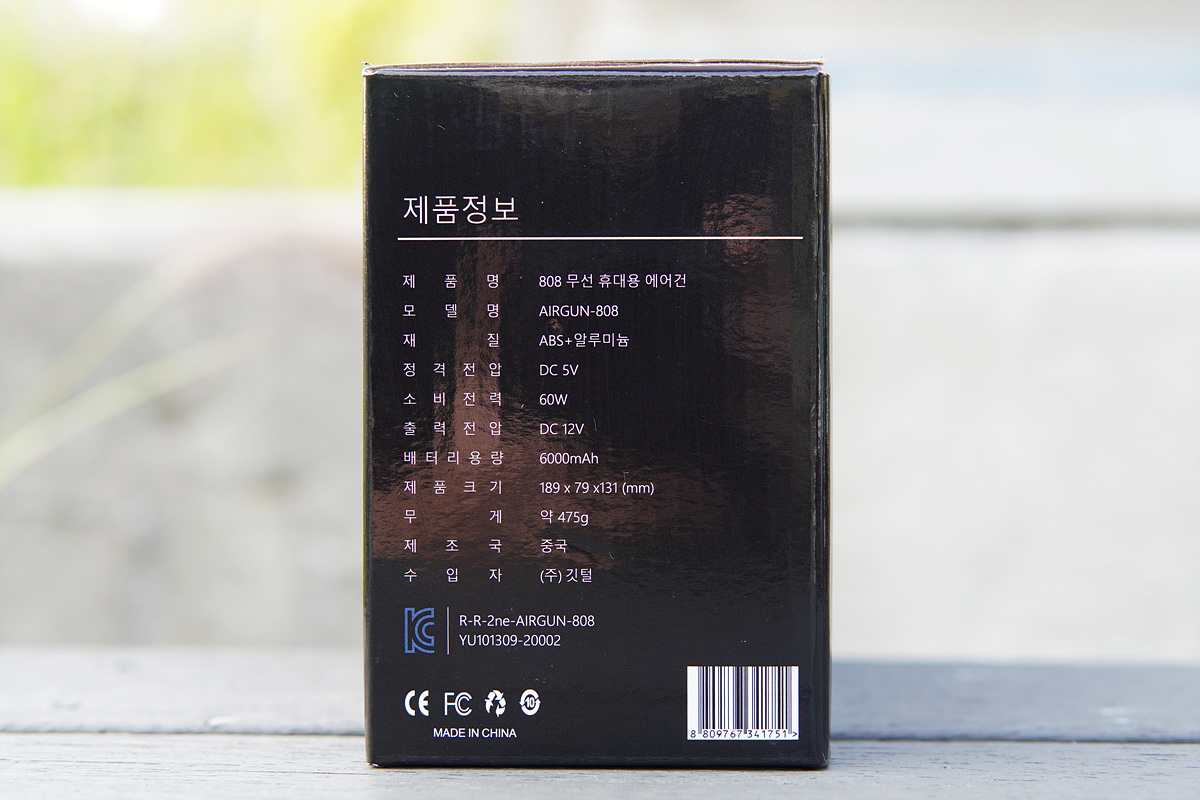 제품정보
제 품 명 808 무선 휴대용 에어건
모 델 명 AIRGUN-808
재 질 ABS+알루미늄
정 격 전 압 DC 5V
소 비 전 력 60W
출 력 전 압 DC 12V
배 터 리 용 량 6000mAh
제 품 크 기 189 x 79 x131 (mm)
무 게 약 475g
제 조 국 중국
수 입 자 (주) 깃털
R-R-2ne-AIRGUN-808
YU101309-20002
CE FC 10
MADE IN CHINA
8 809767 341751 >